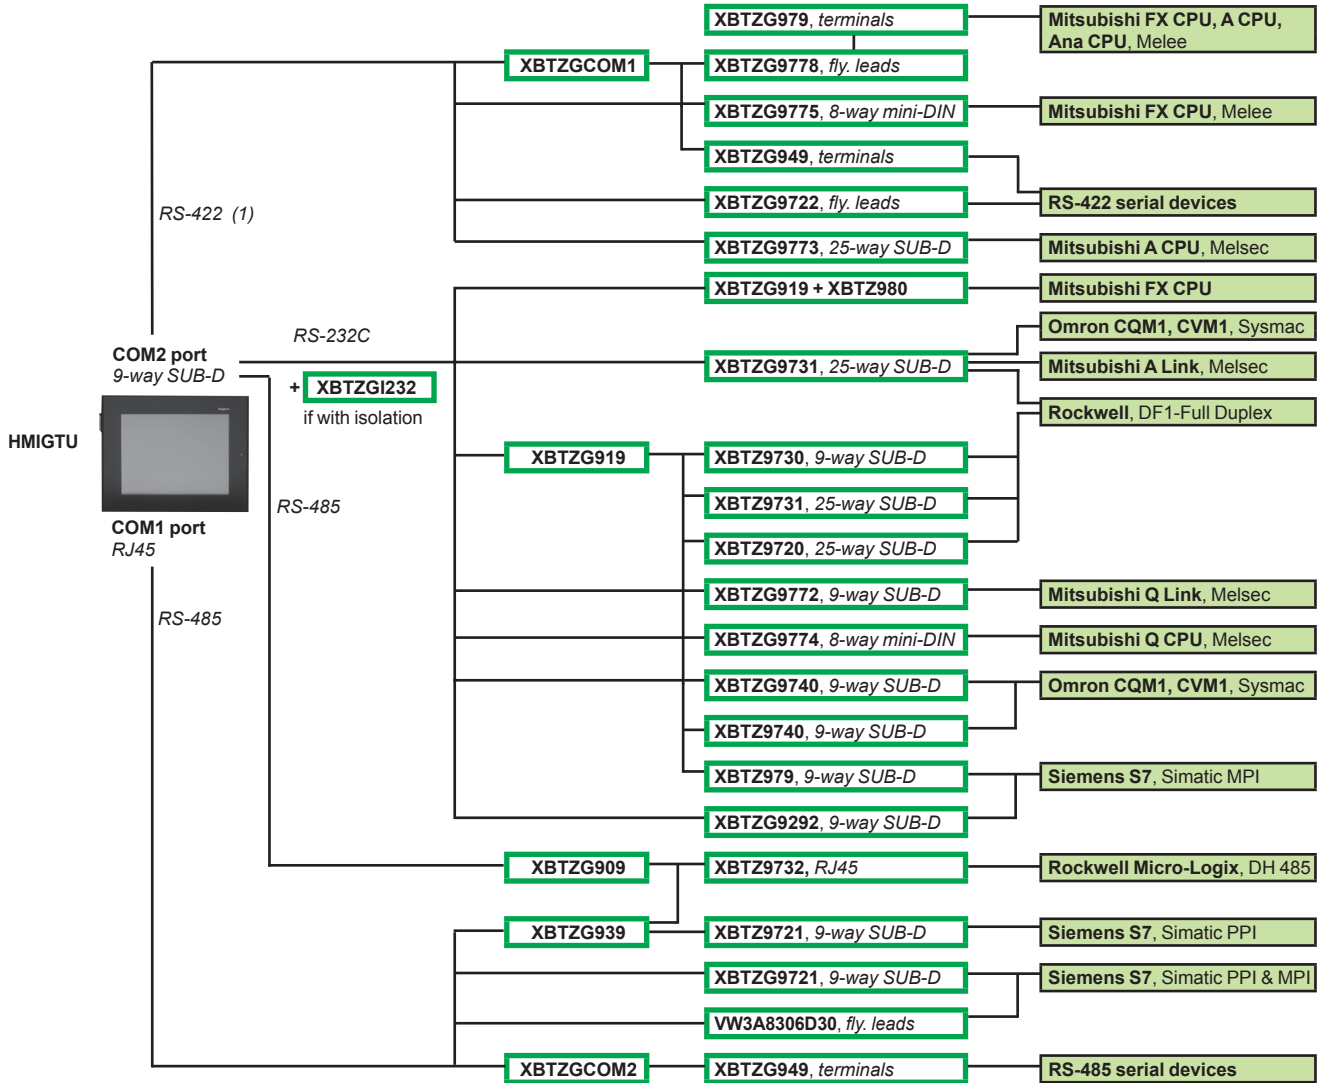 XBTZG979, terminals
Mitsubishi FX CPU, A CPU,
Ana CPU, Melee
XBTZGCOM1
XBTZG9778, fly. leads
XBTZG9775, 8-way mini-DIN
Mitsubishi FX CPU, Melee
XBTZG949, terminals
RS-422 (1)
XBTZG9722, fly. leads
RS-422 serial devices
XBTZG9773, 25-way SUB-D
Mitsubishi A CPU, Melsec
XBTZG919 + XBTZ980
Mitsubishi FX CPU
RS-232C
Omron CQM1, CVM1, Sysmac
COM2 port
9-way SUB-D
XBTZG9731, 25-way SUB-D
Mitsubishi A Link, Melsec
+ XBTZGI232
if with isolation
Rockwell, DF1-Full Duplex
HMIGTU
XBTZG919
XBTZ9730, 9-way SUB-D
RS-485
XBTZ9731, 25-way SUB-D
COM1 port
RJ45
XBTZ9720, 25-way SUB-D
XBTZG9772, 9-way SUB-D
Mitsubishi Q Link, Melsec
RS-485
XBTZG9774, 8-way mini-DIN
Mitsubishi Q CPU, Melsec
XBTZG9740, 9-way SUB-D
Omron CQM1, CVM1, Sysmac
XBTZ9740, 9-way SUB-D
XBTZ979, 9-way SUB-D
Siemens S7, Simatic MPI
XBTZG9292, 9-way SUB-D
XBTZG909
XBTZ9732, RJ45
Rockwell Micro-Logix, DH 485
XBTZG939
XBTZ9721, 9-way SUB-D
Siemens S7, Simatic PPI
XBTZG9721, 9-way SUB-D
Siemens S7, Simatic PPI & MPI
VW3A8306D30, fly. leads
XBTZGCOM2
XBTZG949, terminals
RS-485 serial devices